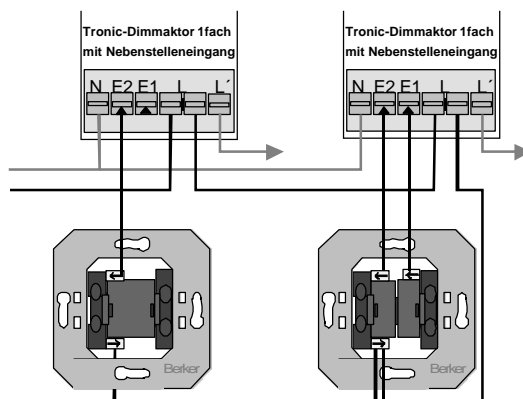 Tronic-Dimmaktor 1fach
mit Nebenstelleneingang
N E2 E1 L L´
Tronic-Dimmaktor 1fach
mit Nebenstelleneingang
N E2 E1 L L´
Berker
Berker